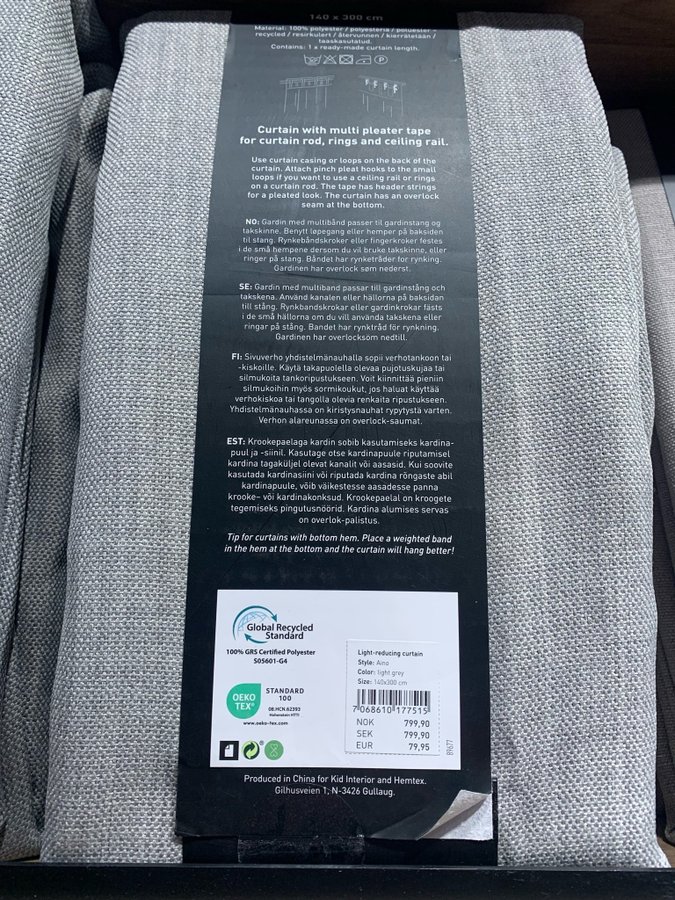 140 x 300 cm
Material: 100% polyester / polyesteria / polüester -
recycled / resirkulert / återvunnen / kierrätetään /
taaskasutatud.
Contains: 1 x ready-made curtain length.
Curtain with multi pleater tape
for curtain rod, rings and ceiling rail.
Use curtain casing or loops on the back of the
curtain. Attach pinch pleat hooks to the small
loops if you want to use a ceiling rail or rings
on a curtain rod. The tape has header strings
for a pleated look. The curtain has an overlock
seam at the bottom.
NO: Gardin med multibånd passer til gardinstang og
takskinne. Benytt løpegang eller hemper på baksiden
til stang. Rynkebåndskroker eller fingerkroker festes
i de små hempene dersom du vil bruke takskinne, eller
ringer på stang. Båndet har rynketråder for rynking.
Gardinen har overlock søm nederst.
SE: Gardin med multiband passar till gardinstång och
takskena. Använd kanalen eller hällorna på baksidan
till stång. Rynkbandskrokar eller gardinkrokar fästs
i de små hällorna om du vill använda takskena eller
ringar på stång. Bandet har rynktråd för rynkning.
Gardinen har overlocksöm nedtill.
FI: Sivuverho yhdistelmänauhalla sopii verhotankoon tai
-kiskoille. Käytä takapuolella olevaa pujotuskujaa tai
silmukoita tankoripustukseen. Voit kiinnittää pieniin
silmukoihin myös sormikoukut, jos haluat käyttää
verhokiskoa tai tangolla olevia renkaita ripustukseen.
Yhdistelmänauhassa on kiristysnauhat rypytystä varten.
Verhon alareunassa on overlock-saumat.
EST: Krookepaelaga kardin sobib kasutamiseks kardina-
puul ja -siinil. Kasutage otse kardinapuule riputamisel
kardina tagaküljel olevat kanalit või aasasid. Kui soovite
kasutada kardinasiini või riputada kardina rõngaste abil
kardinapuule, võib väikestesse aasadesse panna
krooke- või kardinakonksud. Krookepaelal on kroogete
tegemiseks pingutusnöörid. Kardina alumises servas
on overlok-palistus.
Tip for curtains with bottom hem. Place a weighted band
in the hem at the bottom and the curtain will hang better!
Global Recycled
Standard
100% GRS Certified Polyester
S05601-G4
OEKO
TEX®
STANDARD
100
08.HCN.62393
Hohenstein HTTI
www.oeko-tex.com
Light-reducing curtain
Style: Aino
Color: light grey
Size: 140x300 cm
7 068610 177515
NOK 799,90
SEK 799,90
EUR 79,95
89677
Produced in China for Kid Interior and Hemtex.
Gilhusveien 1, N-3426 Gullaug.